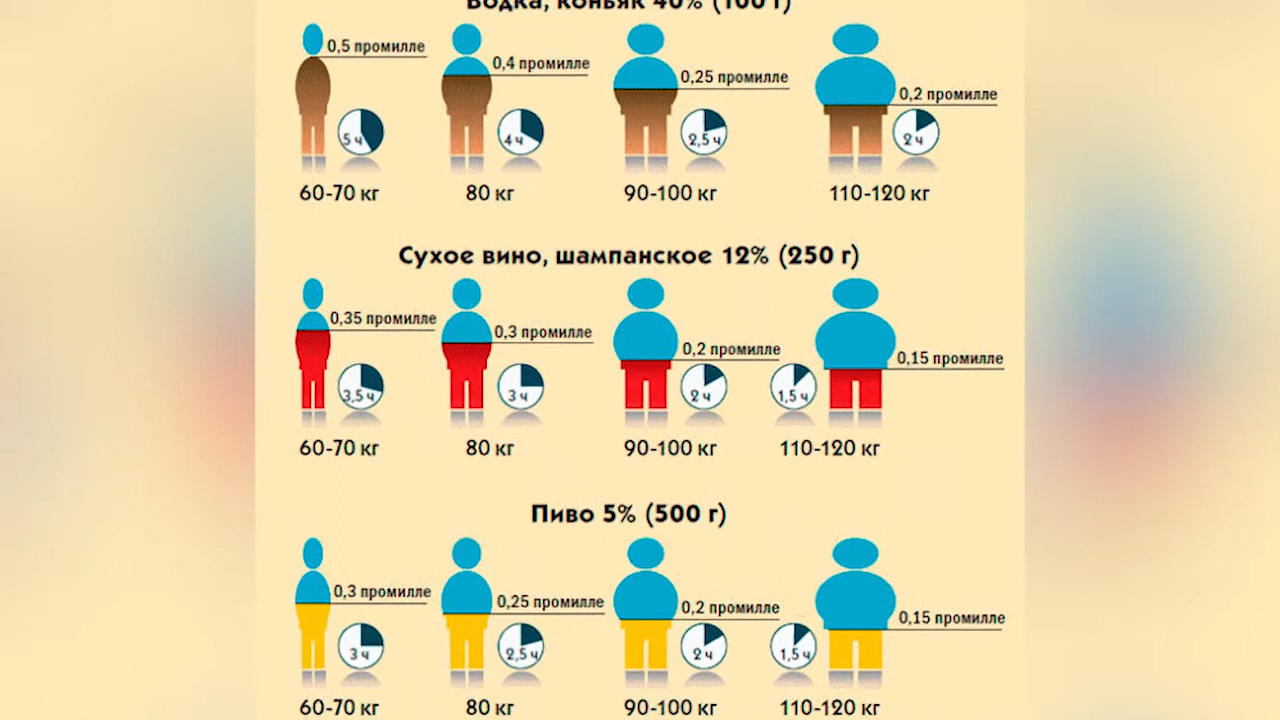 Водка, коньяк 40% (100 г)
0,5 промилле
0,4 промилле
0,25 промилле
0,2 промилле
5 ч
4 ч
2,5 ч
2 ч
60-70 кг
80 кг
90-100 кг
110-120 кг
Сухое вино, шампанское 12% (250 г)
0,35 промилле
0,3 промилле
0,2 промилле
0,15 промилле
3,5 ч
3 ч
2 ч
1,5 ч
60-70 кг
80 кг
90-100 кг
110-120 кг
Пиво 5% (500 г)
0,3 промилле
0,25 промилле
0,2 промилле
0,15 промилле
3 ч
2,5 ч
2 ч
1,5 ч
60-70 кг
80 кг
90-100 кг
110-120 кг